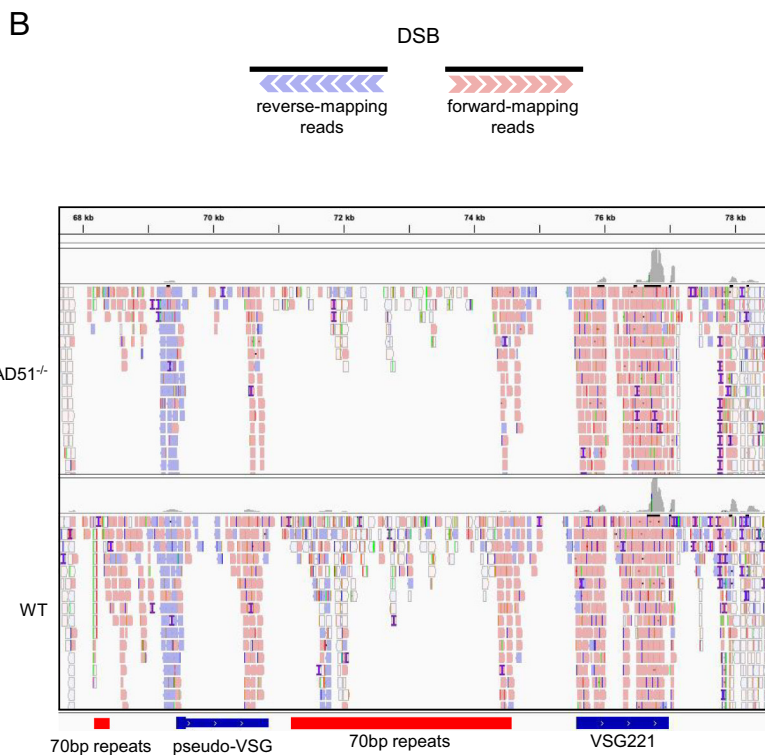 B
DSB
reverse-mapping
reads
forward-mapping
reads
68 kb 70 kb 72 kb 74 kb 76 kb 78 kb
AD51-/-
WT
70bp repeats pseudo-VSG 70bp repeats VSG221